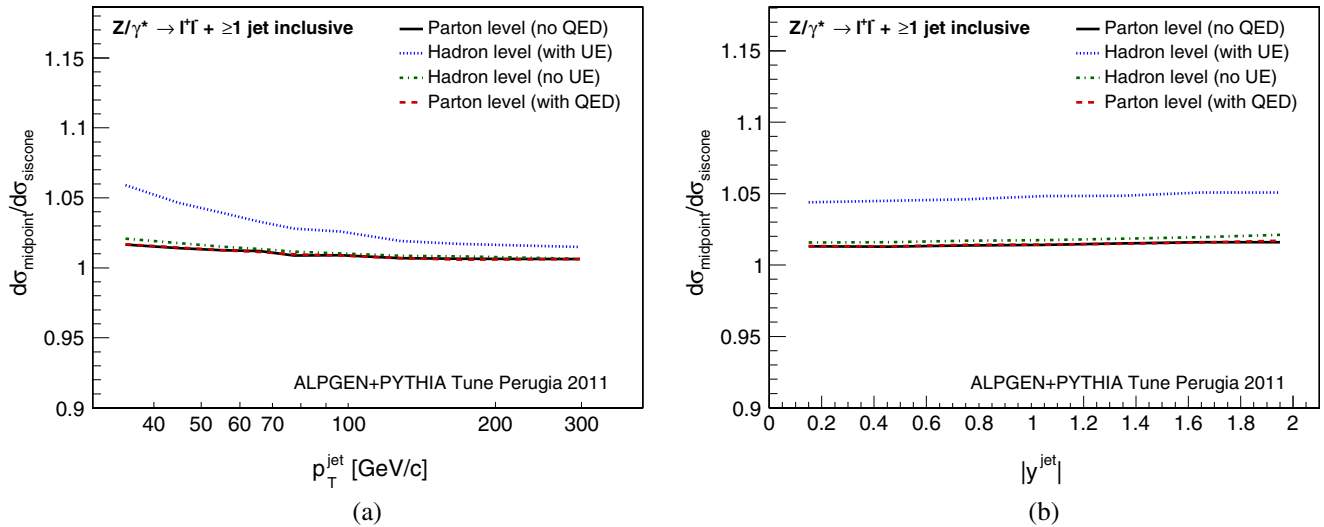 Z/γ* → l⁺l⁻ + ≥1 jet inclusive
Parton level (no QED)
Hadron level (with UE)
Hadron level (no UE)
Parton level (with QED)
dσmidpoint/dσsiscone
1.15
1.1
1.05
1
0.95
0.9
ALPGEN+PYTHIA Tune Perugia 2011
40 50 60 70 100 200 300
p_T^jet [GeV/c]
(a)
Z/γ* → l⁺l⁻ + ≥1 jet inclusive
Parton level (no QED)
Hadron level (with UE)
Hadron level (no UE)
Parton level (with QED)
dσmidpoint/dσsiscone
1.15
1.1
1.05
1
0.95
0.9
ALPGEN+PYTHIA Tune Perugia 2011
0 0.2 0.4 0.6 0.8 1 1.2 1.4 1.6 1.8 2
|y^jet|
(b)